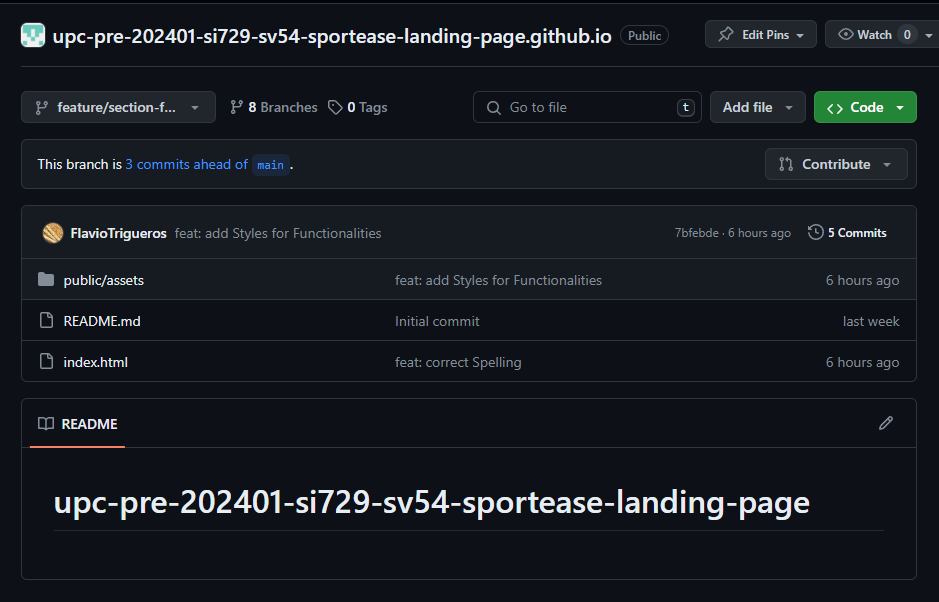 upc-pre-202401-si729-sv54-sportease-landing-page.github.io Public Edit Pins Watch 0
feature/section-f... 8 Branches 0 Tags Go to file t Add file Code
This branch is 3 commits ahead of main. Contribute
FlavioTrigueros feat: add Styles for Functionalities 7bfebde · 6 hours ago 5 Commits
public/assets feat: add Styles for Functionalities 6 hours ago
README.md Initial commit last week
index.html feat: correct Spelling 6 hours ago
README
upc-pre-202401-si729-sv54-sportease-landing-page